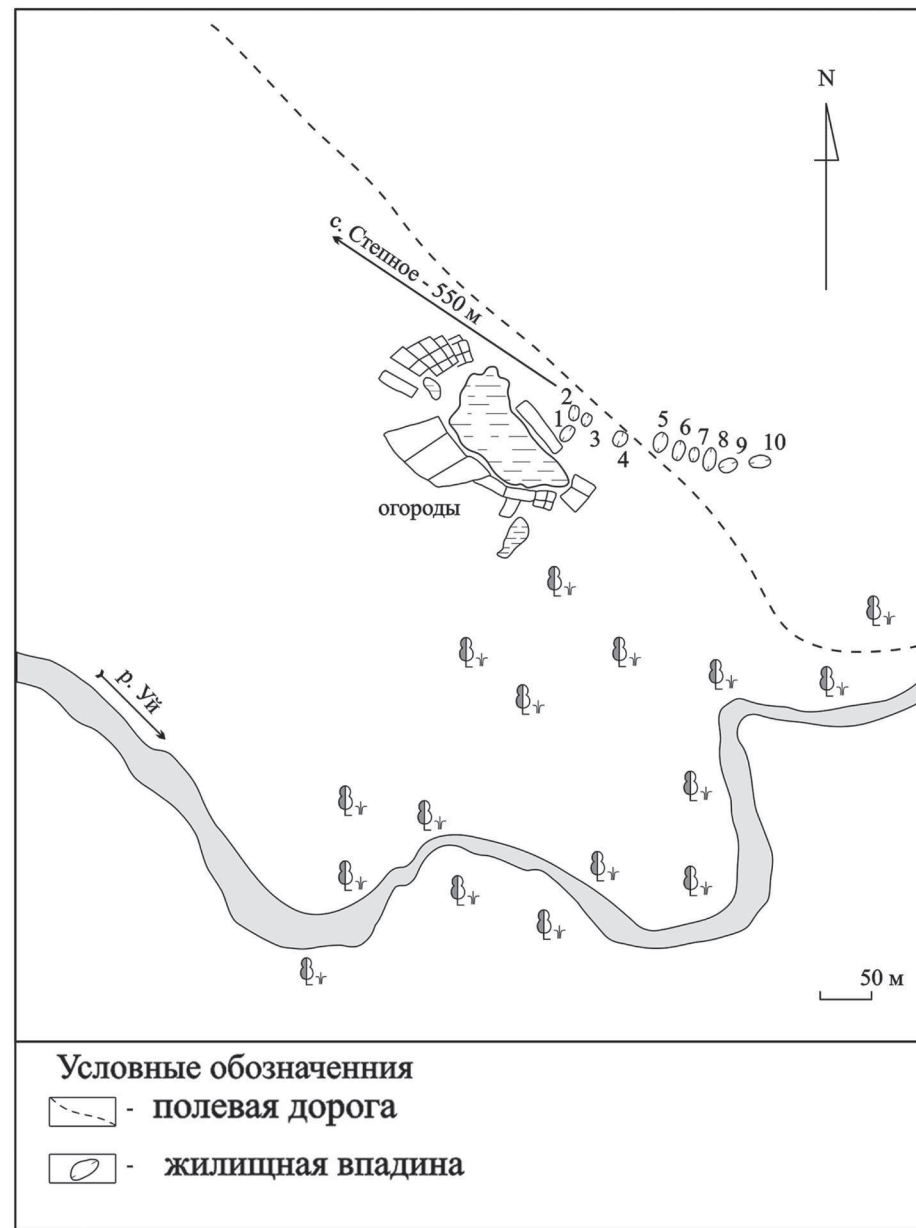 N
с. Степное - 550 м
2
1
3
4
5
6
7
8
9
10
огороды
р. Уй
50 м
Условные обозначенния
- полевая дорога
- жилищная впадина